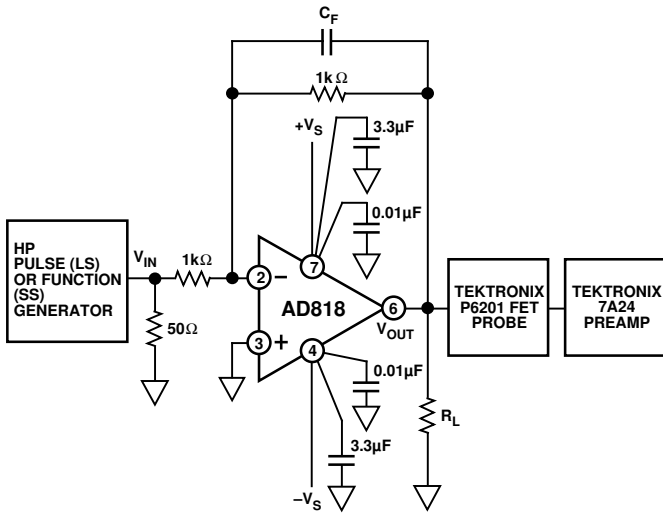 C_F
1kΩ
+V_S
3.3µF
0.01µF
HP
PULSE (LS)
OR FUNCTION
(SS)
GENERATOR
V_IN
1kΩ
50Ω
2
–
7
AD818
3
+
4
6
V_OUT
TEKTRONIX
P6201 FET
PROBE
TEKTRONIX
7A24
PREAMP
0.01µF
3.3µF
–V_S
R_L